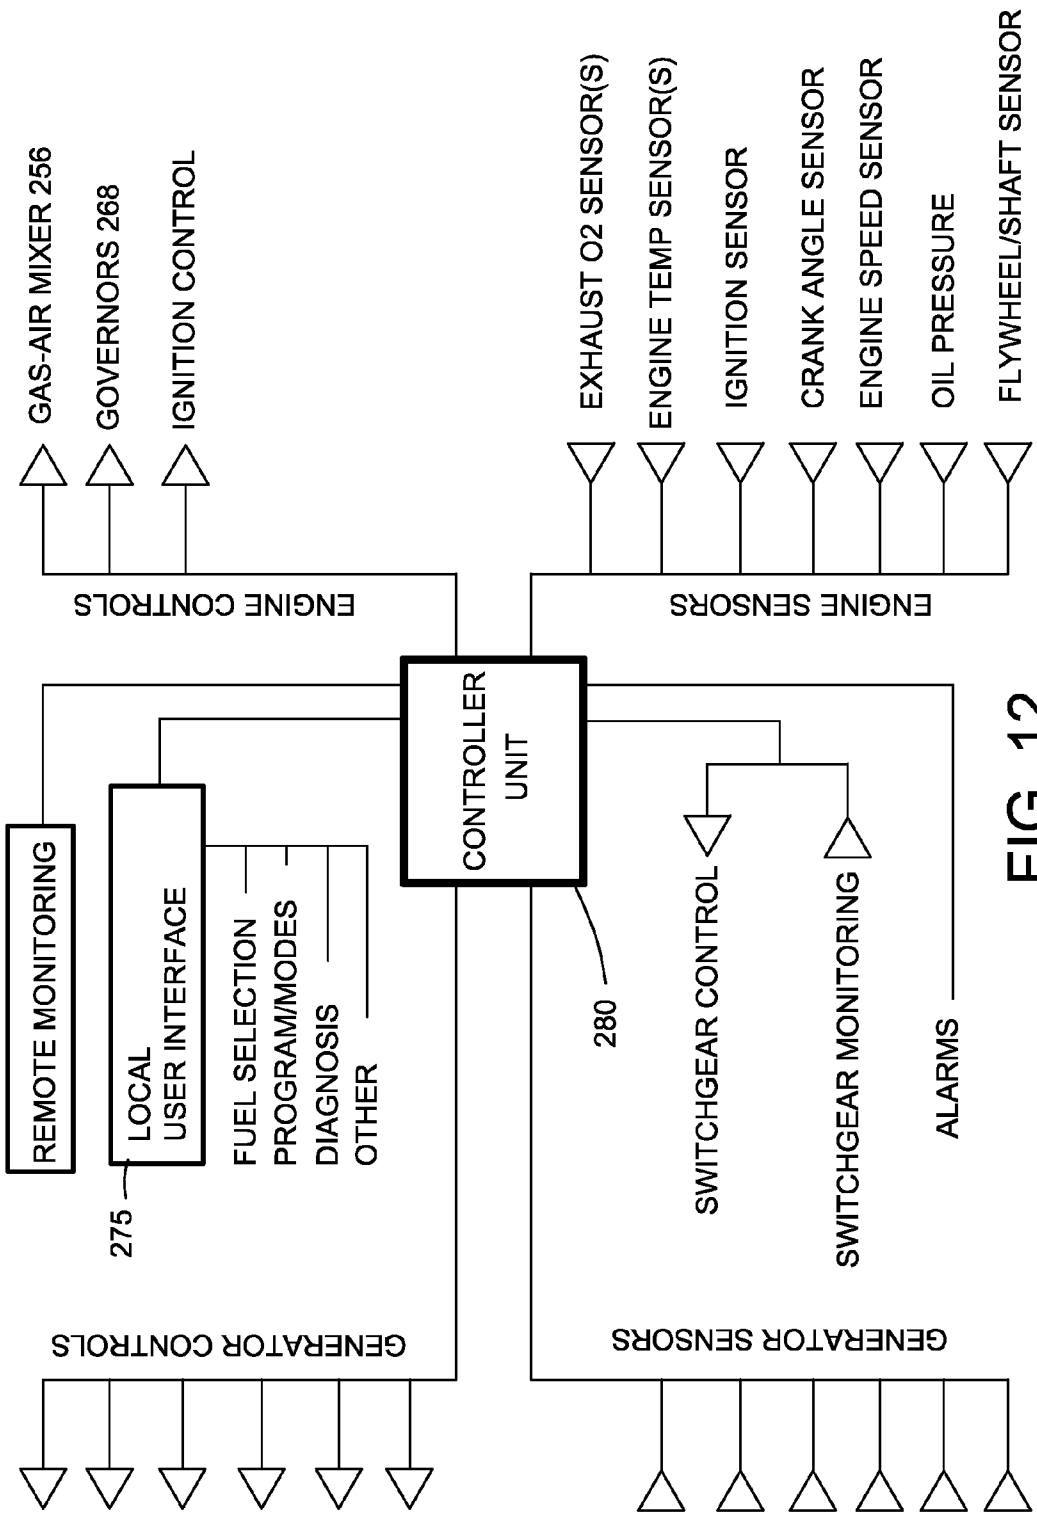 REMOTE MONITORING
LOCAL
USER INTERFACE
275
FUEL SELECTION
PROGRAM/MODES
DIAGNOSIS
OTHER
GENERATOR CONTROLS
ENGINE CONTROLS
GAS-AIR MIXER 256
GOVERNORS 268
IGNITION CONTROL
CONTROLLER
UNIT
280
GENERATOR SENSORS
SWITCHGEAR CONTROL
SWITCHGEAR MONITORING
ALARMS
ENGINE SENSORS
EXHAUST O2 SENSOR(S)
ENGINE TEMP SENSOR(S)
IGNITION SENSOR
CRANK ANGLE SENSOR
ENGINE SPEED SENSOR
OIL PRESSURE
FLYWHEEL/SHAFT SENSOR
FIG. 12